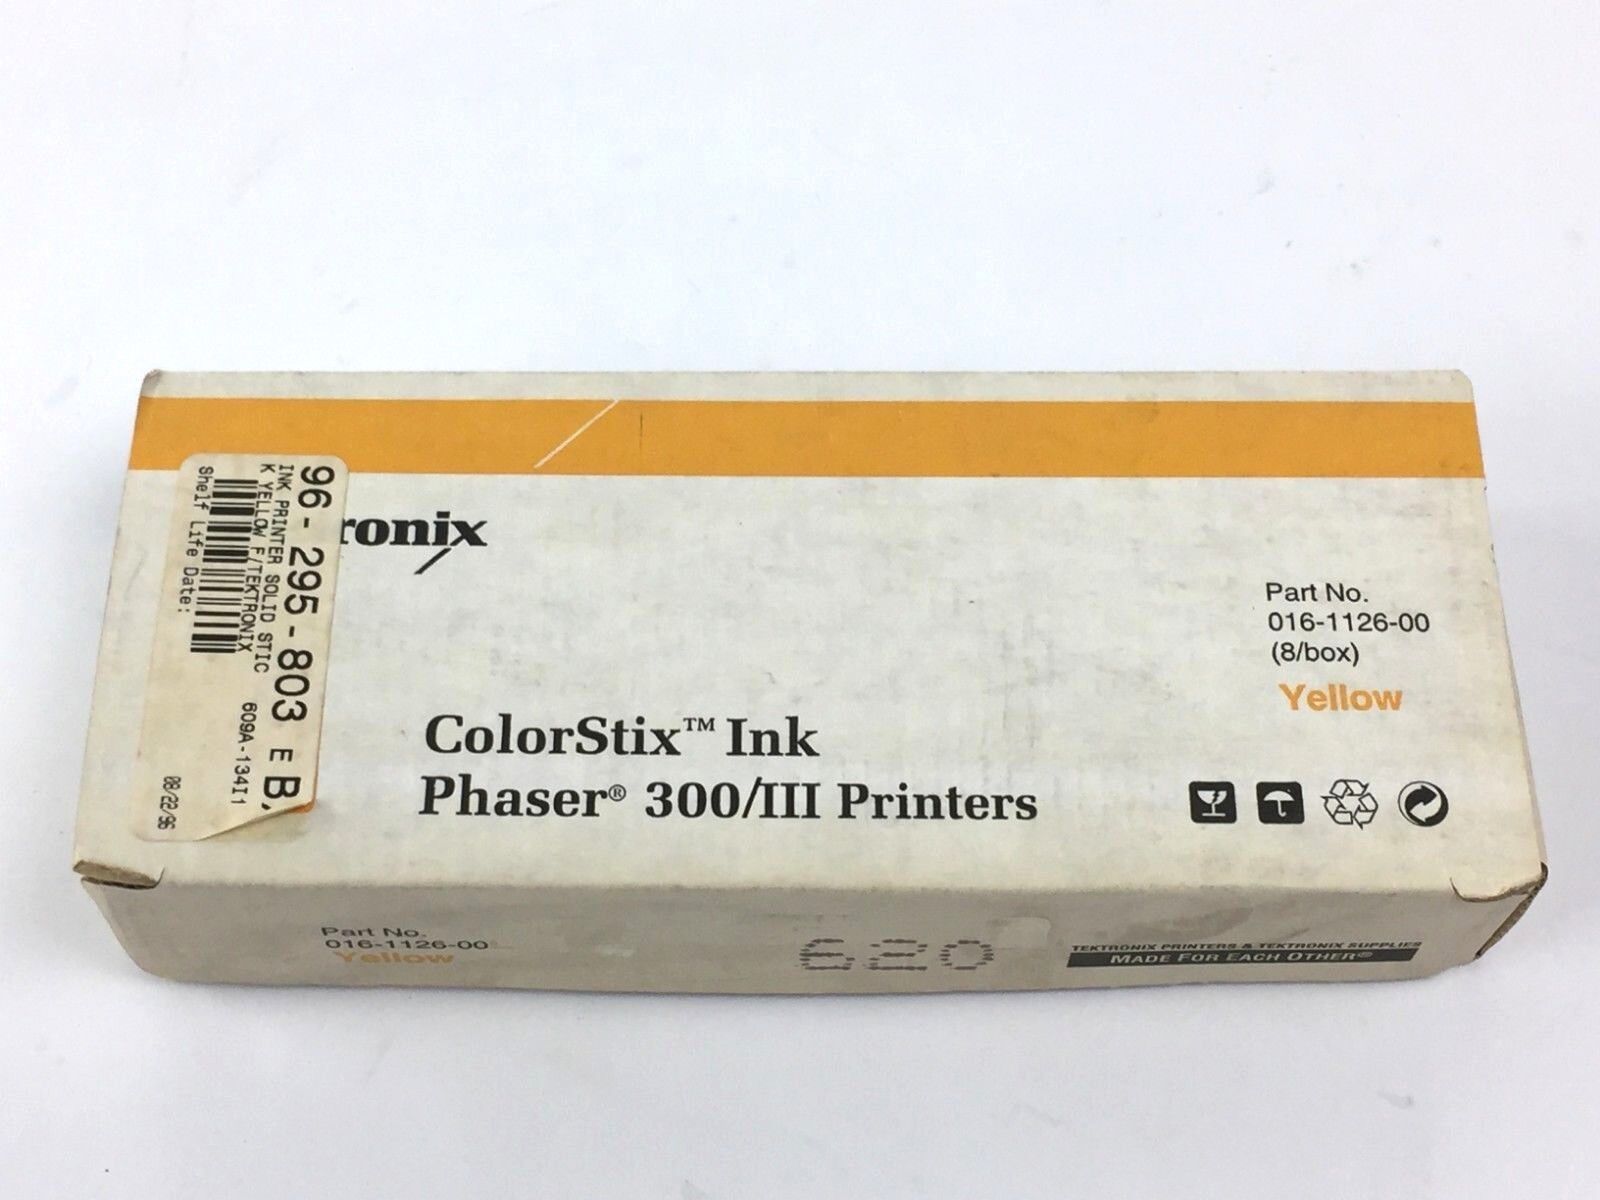 96-295-803 E B.
INK PRINTER SOLID STIC
K YELLOW F/TEKTRONIX
609A-134I1
Shelf Life Date:
08/22/96
ronix
Part No.
016-1126-00
(8/box)
Yellow
ColorStix™ Ink
Phaser® 300/III Printers
Part No.
016-1126-00
Yellow
620
TEKTRONIX PRINTERS & TEKTRONIX SUPPLIES
MADE FOR EACH OTHER®